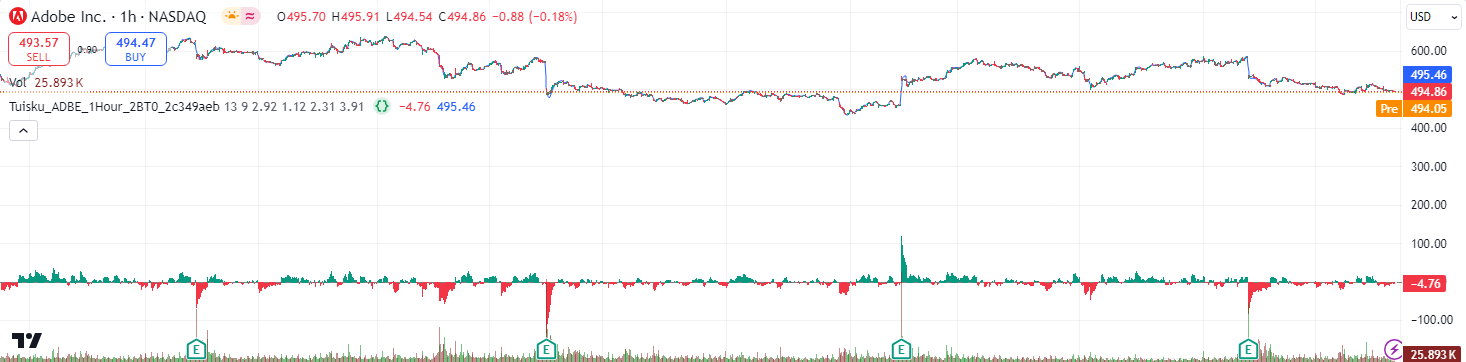 Adobe Inc. · 1h · NASDAQ O495.70 H495.91 L494.54 C494.86 −0.88 (−0.18%)
USD
493.57 SELL
0.90
494.47 BUY
Vol 25.893 K
Tuisku_ADBE_1Hour_2BT0_2c349aeb 13 9 2.92 1.12 2.31 3.91 {} −4.76 495.46
600.00
495.46
494.86
Pre 494.05
400.00
300.00
200.00
100.00
−4.76
−100.00
25.893 K
E
E
E
E